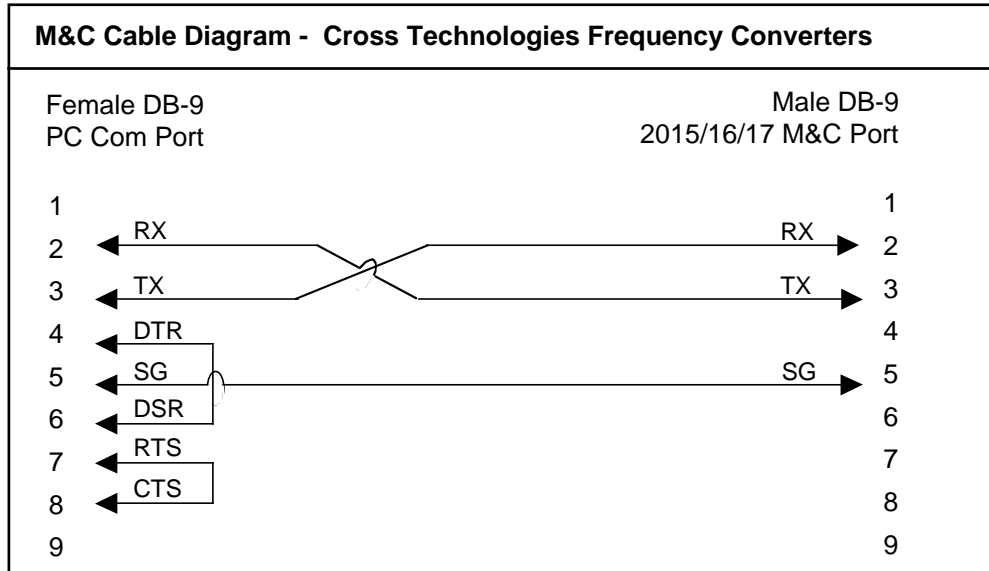 M&C Cable Diagram - Cross Technologies Frequency Converters
Female DB-9
PC Com Port
Male DB-9
2015/16/17 M&C Port
1
1
2 RX
RX 2
3 TX
TX 3
4 DTR
4
5 SG
SG 5
6 DSR
6
7 RTS
7
8 CTS
8
9
9